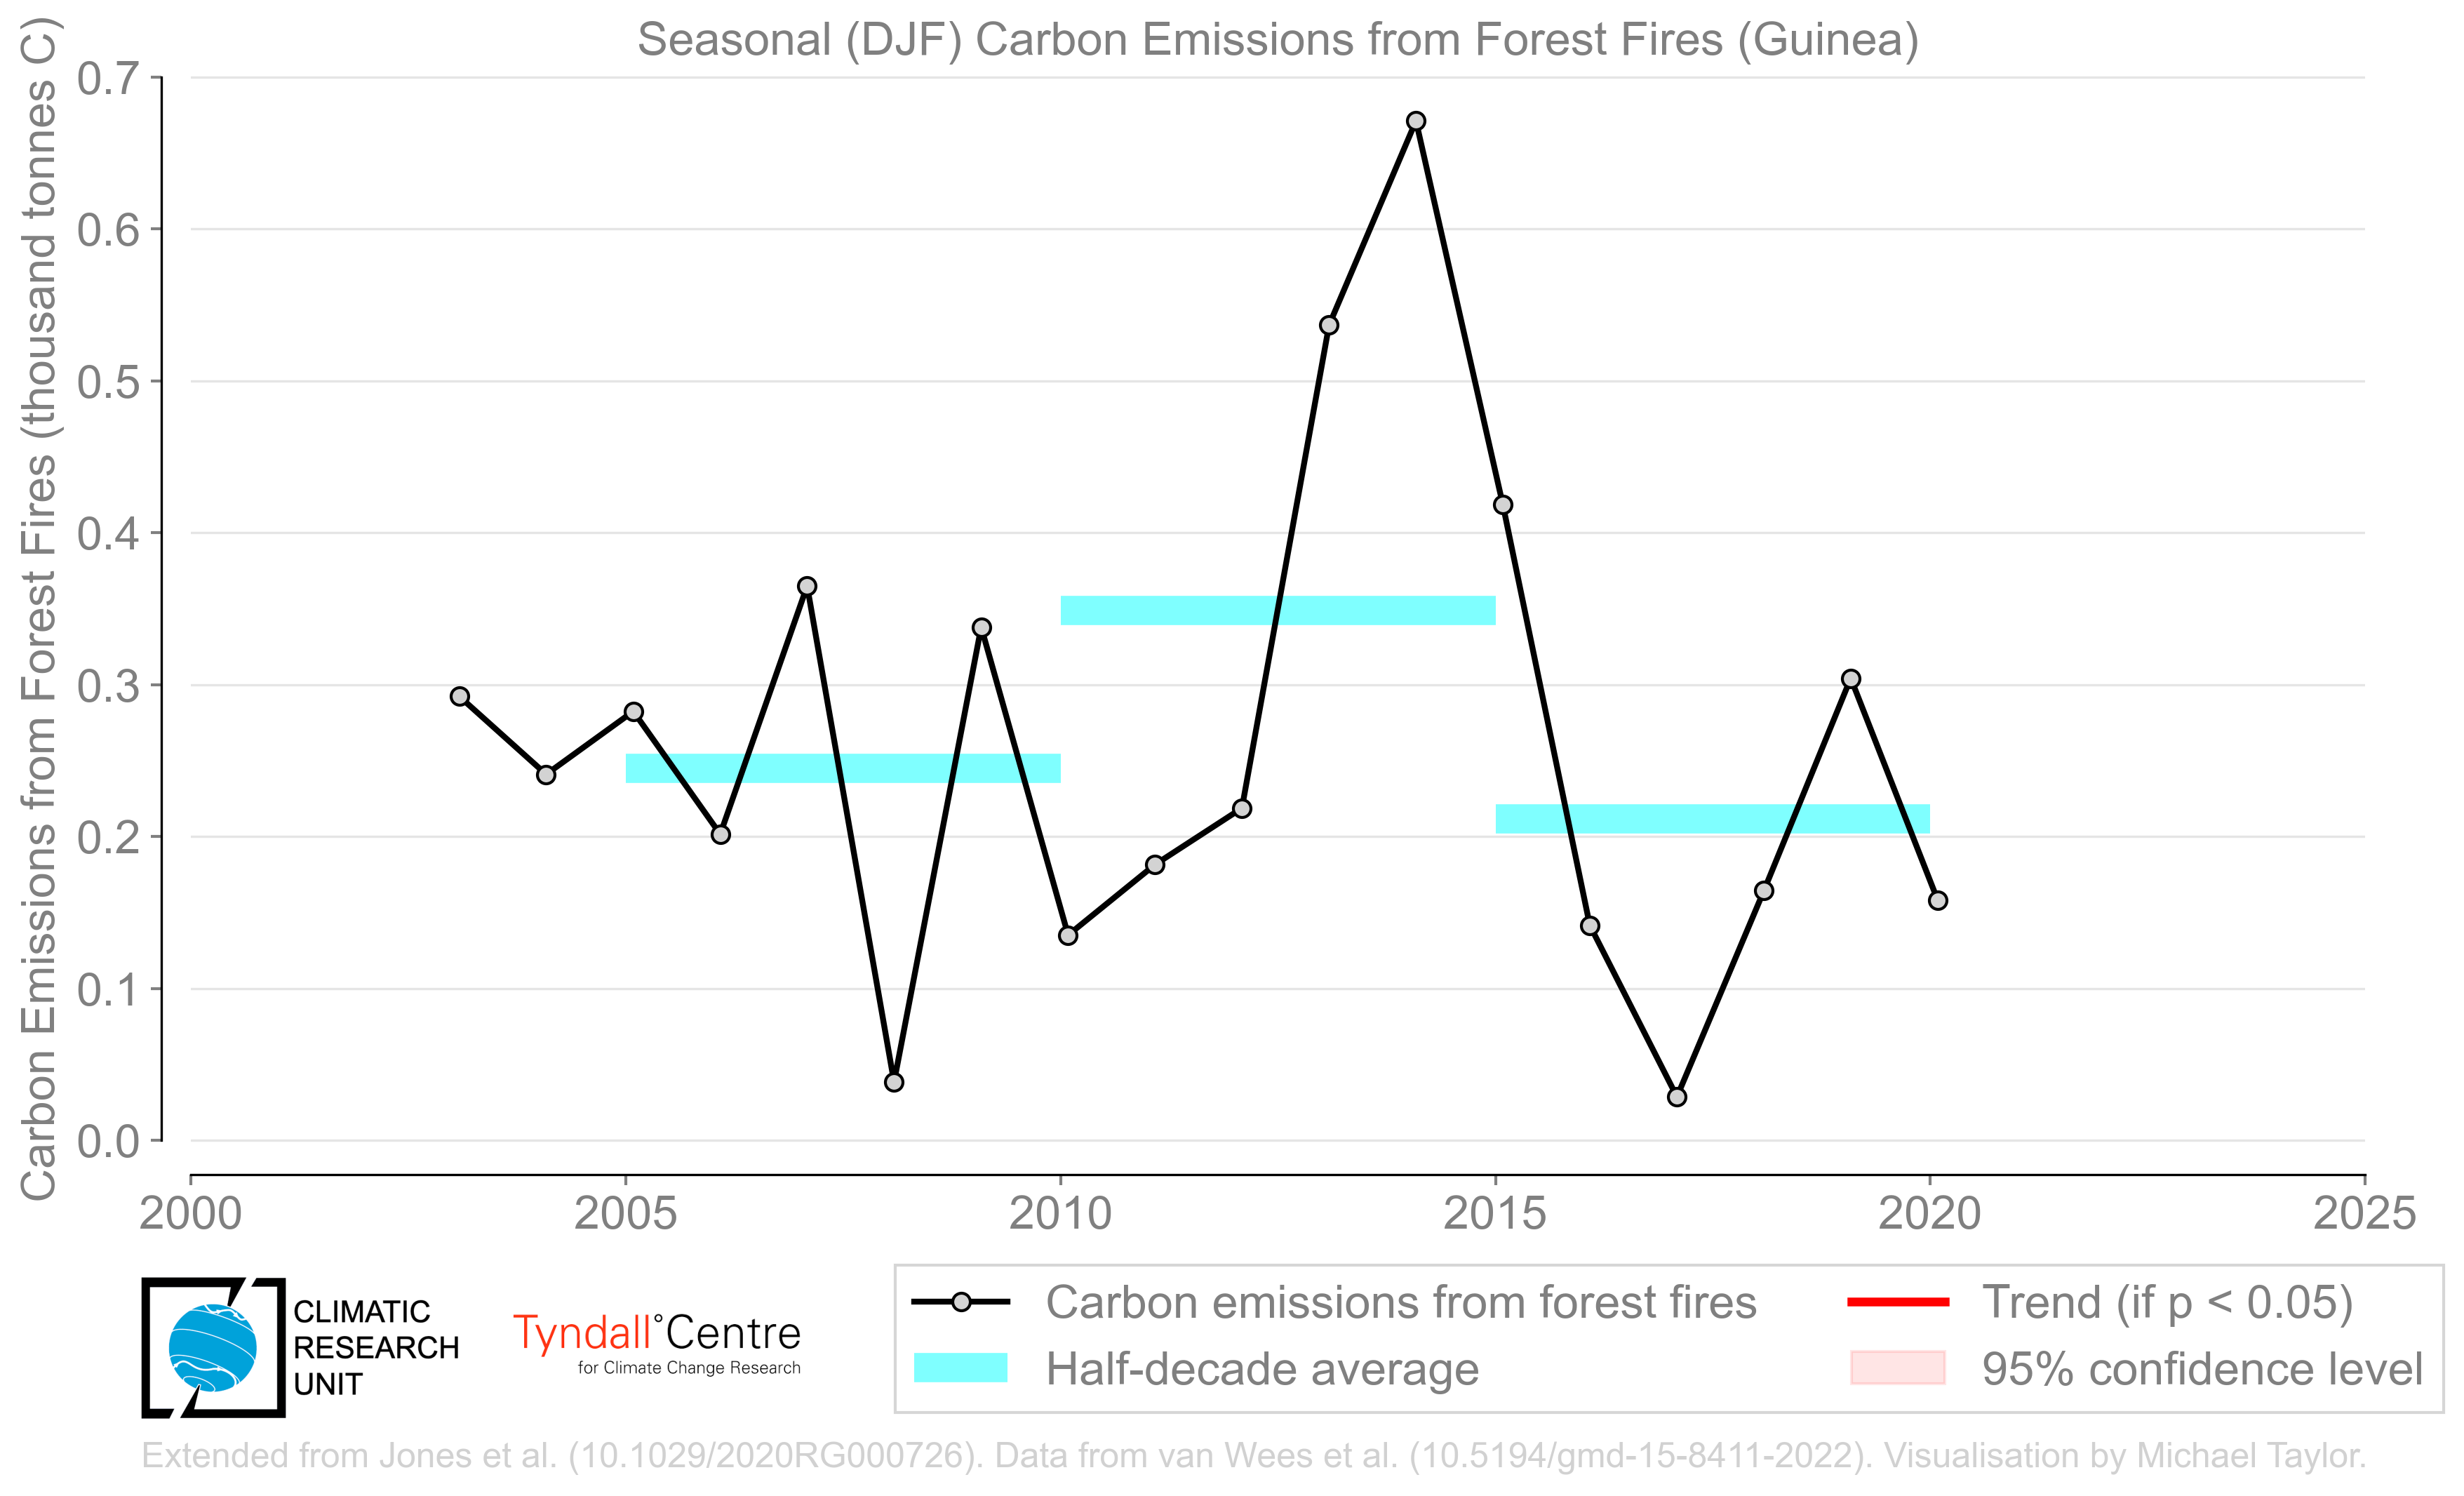 Seasonal (DJF) Carbon Emissions from Forest Fires (Guinea)
Carbon Emissions from Forest Fires (thousand tonnes C)
0.7
0.6
0.5
0.4
0.3
0.2
0.1
0.0
2000 2005 2010 2015 2020 2025
Carbon emissions from forest fires
Half-decade average
Trend (if p < 0.05)
95% confidence level
CLIMATIC
RESEARCH
UNIT
Tyndall°Centre
for Climate Change Research
Extended from Jones et al. (10.1029/2020RG000726). Data from van Wees et al. (10.5194/gmd-15-8411-2022). Visualisation by Michael Taylor.